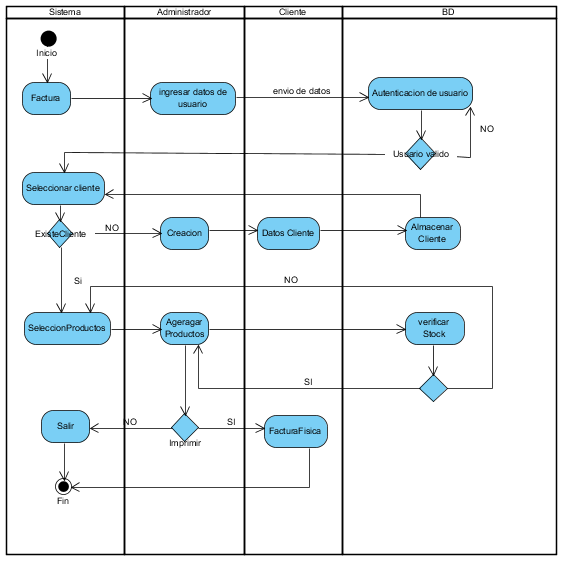 Sistema
Administrador
Cliente
BD
Inicio
Factura
ingresar datos de
usuario
envio de datos
Autenticacion de usuario
NO
Usuario valido
Seleccionar cliente
ExisteCliente
NO
Creacion
Datos Cliente
Almacenar
Cliente
Si
NO
SeleccionProductos
Ageragar
Productos
verificar
Stock
SI
Salir
NO
SI
Imprimir
FacturaFisica
Fin